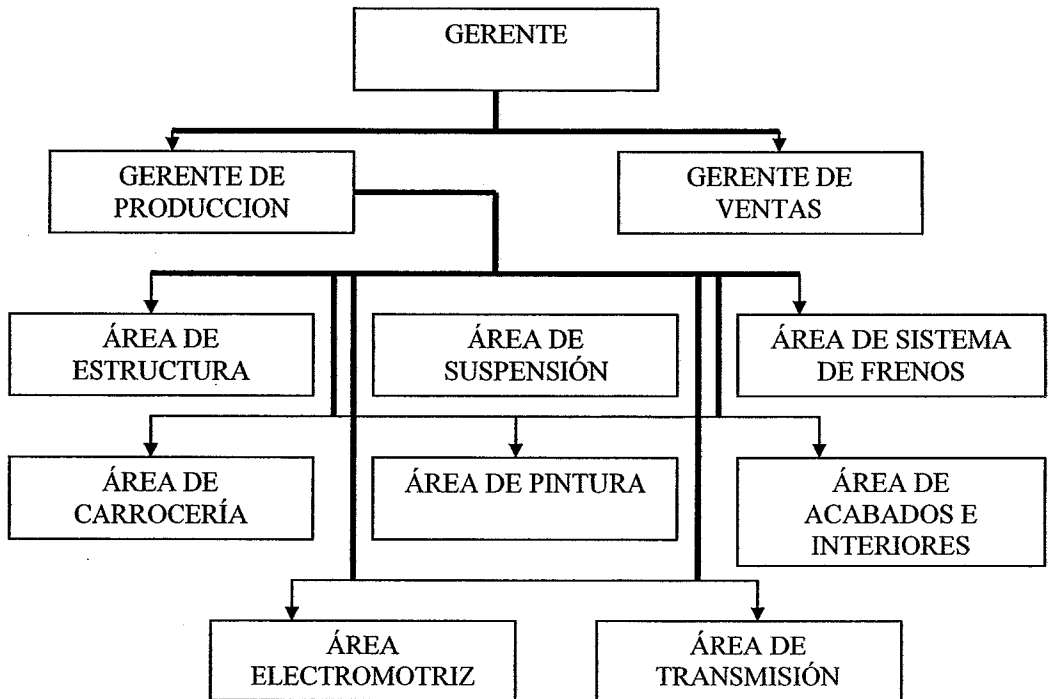 GERENTE
GERENTE DE
PRODUCCION
GERENTE DE
VENTAS
ÁREA DE
ESTRUCTURA
ÁREA DE
SUSPENSIÓN
ÁREA DE SISTEMA
DE FRENOS
ÁREA DE
CARROCERÍA
ÁREA DE PINTURA
ÁREA DE
ACABADOS E
INTERIORES
ÁREA
ELECTROMOTRIZ
ÁREA DE
TRANSMISIÓN